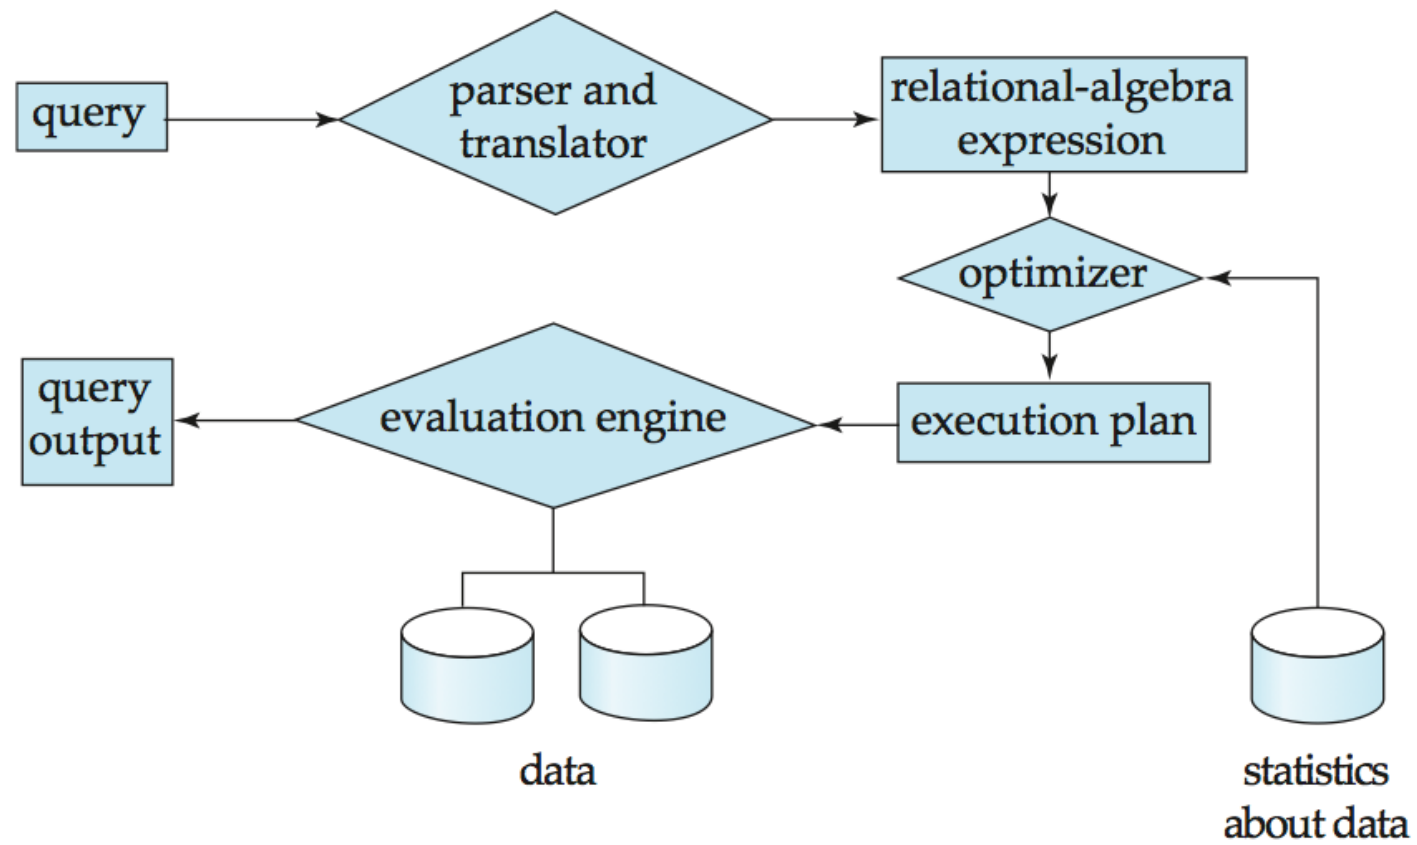 query
parser and
translator
relational-algebra
expression
optimizer
query
output
evaluation engine
execution plan
data
statistics
about data